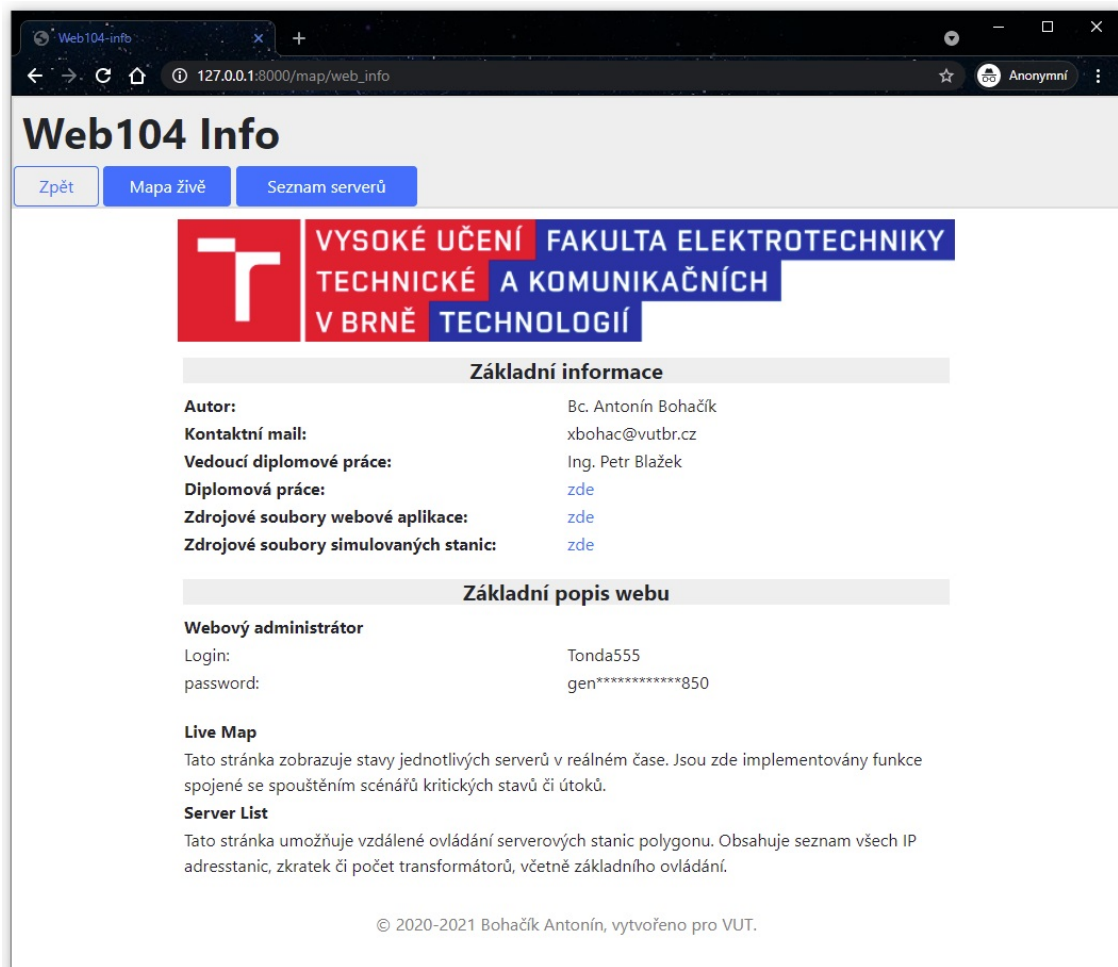 Web104-info
127.0.0.1:8000/map/web_info
Anonymní
Web104 Info
Zpět Mapa živě Seznam serverů
VYSOKÉ UČENÍ FAKULTA ELEKTROTECHNIKY
TECHNICKÉ A KOMUNIKAČNÍCH
V BRNĚ TECHNOLOGIÍ
Základní informace
Autor: Bc. Antonín Bohačík
Kontaktní mail: xbohac@vutbr.cz
Vedoucí diplomové práce: Ing. Petr Blažek
Diplomová práce: zde
Zdrojové soubory webové aplikace: zde
Zdrojové soubory simulovaných stanic: zde
Základní popis webu
Webový administrátor
Login: Tonda555
password: gen************850
Live Map
Tato stránka zobrazuje stavy jednotlivých serverů v reálném čase. Jsou zde implementovány funkce
spojené se spouštěním scénářů kritických stavů či útoků.
Server List
Tato stránka umožňuje vzdálené ovládání serverových stanic polygonu. Obsahuje seznam všech IP
adresstanic, zkratek či počet transformátorů, včetně základního ovládání.
© 2020-2021 Bohačík Antonín, vytvořeno pro VUT.